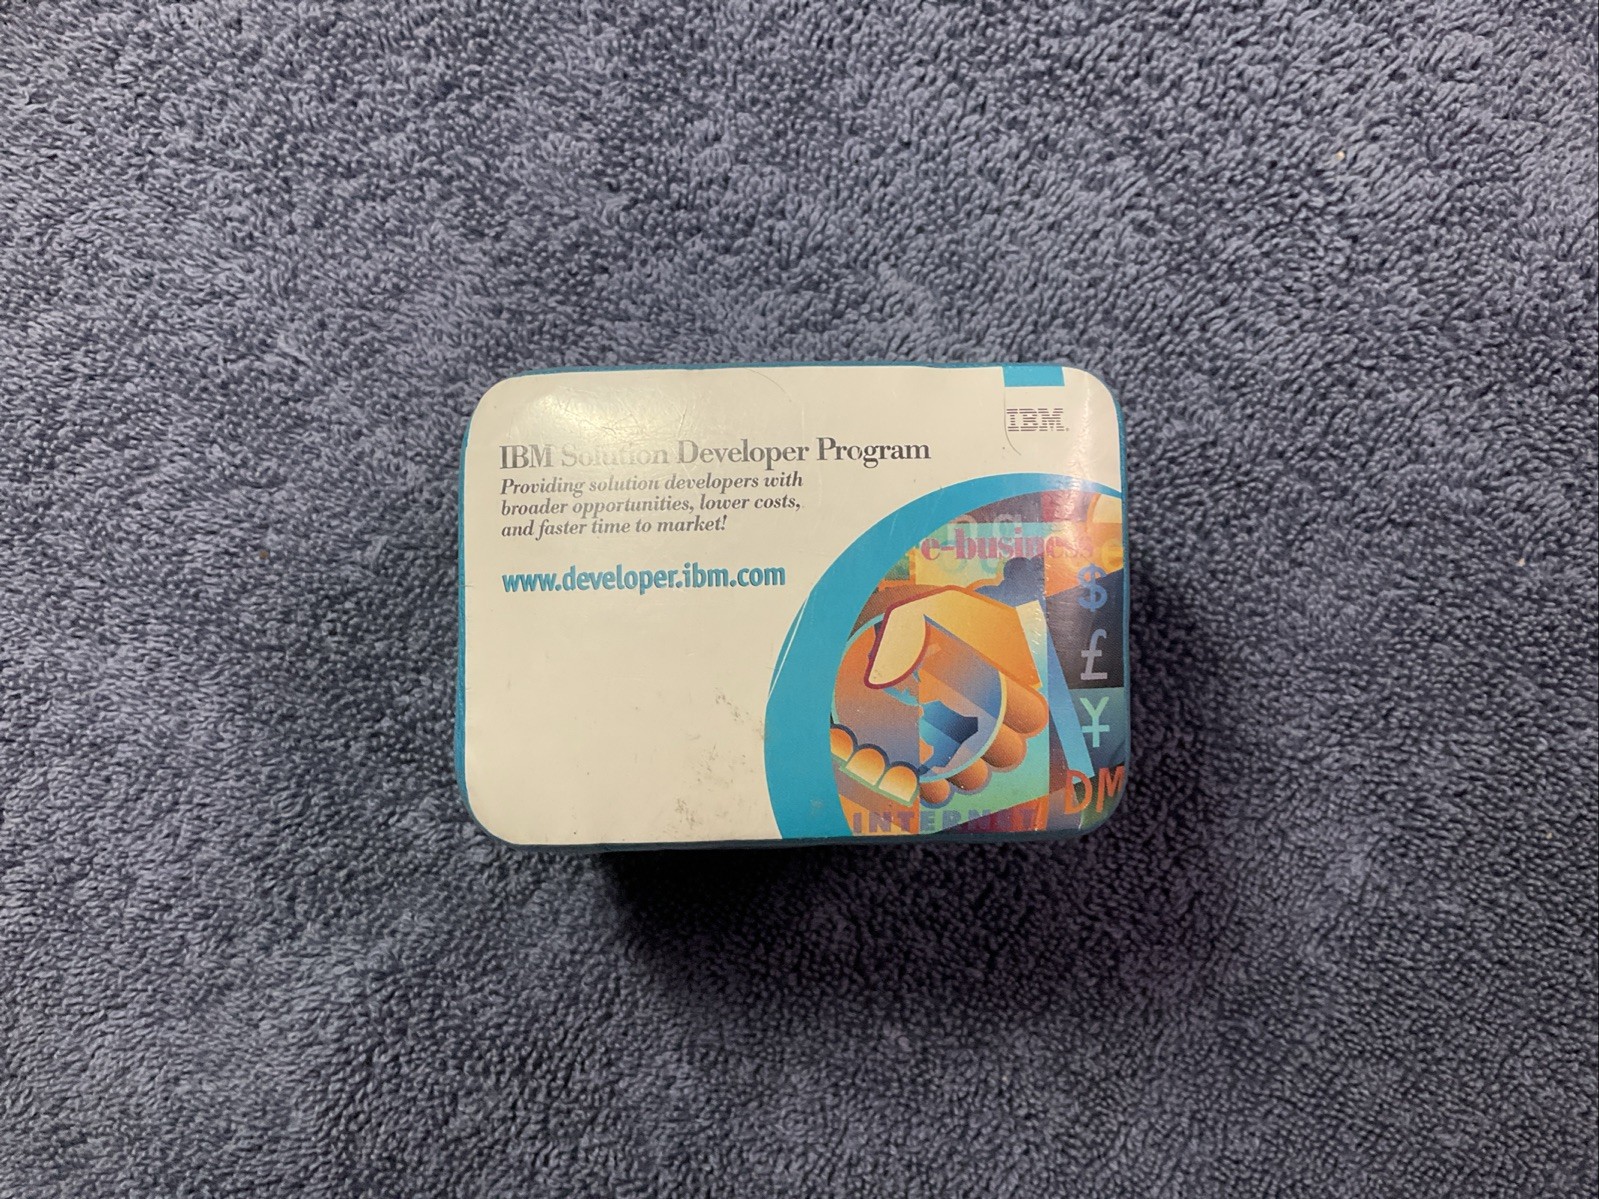 IBM
IBM Solution Developer Program
Providing solution developers with
broader opportunities, lower costs,
and faster time to market!
www.developer.ibm.com
e-business
$
£
¥
DM
INTERNET